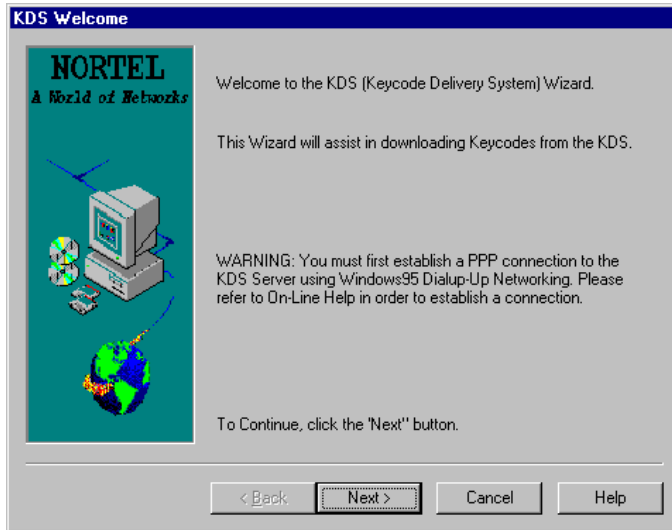 KDS Welcome
NORTEL
A World of Networks
Welcome to the KDS (Keycode Delivery System) Wizard.
This Wizard will assist in downloading Keycodes from the KDS.
WARNING: You must first establish a PPP connection to the
KDS Server using Windows95 Dialup-Up Networking. Please
refer to On-Line Help in order to establish a connection.
To Continue, click the 'Next'' button.
< Back
Next >
Cancel
Help